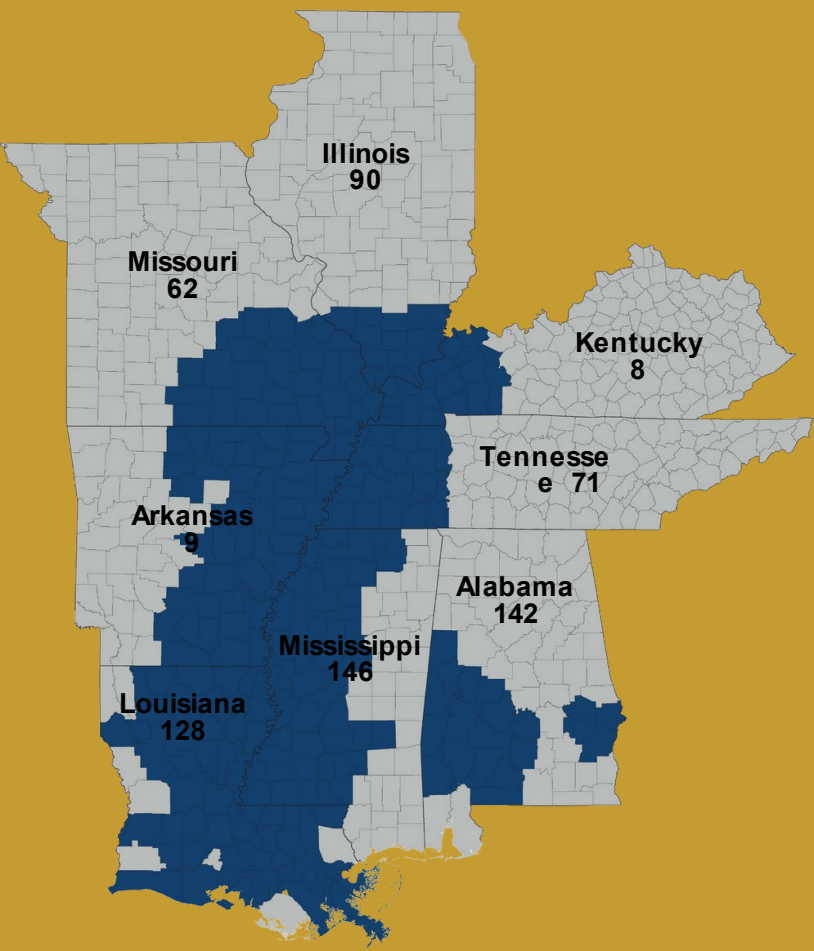 Illinois
90
Missouri
62
Kentucky
8
Tennesse
e 71
Arkansas
9
Alabama
142
Mississippi
146
Louisiana
128